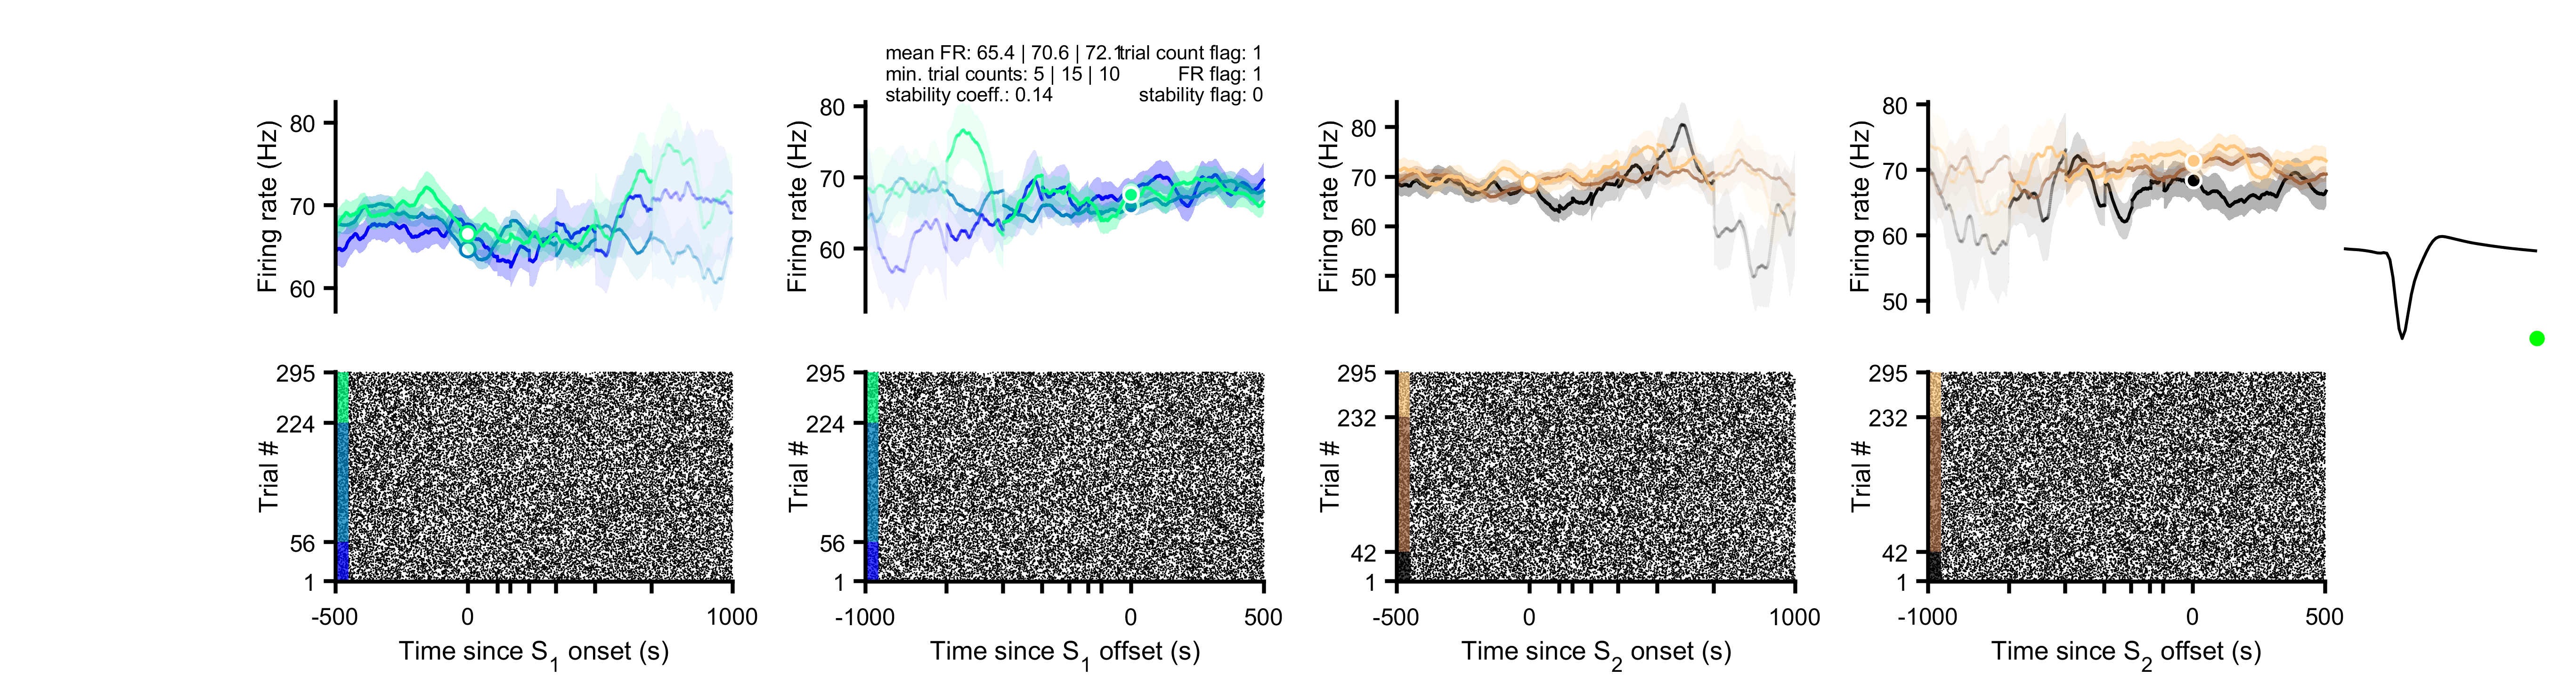 mean FR: 65.4 | 70.6 | 72.1
min. trial counts: 5 | 15 | 10
stability coeff.: 0.14
trial count flag: 1
FR flag: 1
stability flag: 0
Firing rate (Hz)
80
70
60
Firing rate (Hz)
80
70
60
Firing rate (Hz)
80
70
60
50
Firing rate (Hz)
80
70
60
50
Trial #
295
224
56
1
-500
0
1000
Time since S1 onset (s)
Trial #
295
224
56
1
-1000
0
500
Time since S1 offset (s)
Trial #
295
232
42
1
-500
0
1000
Time since S2 onset (s)
Trial #
295
232
42
1
-1000
0
500
Time since S2 offset (s)